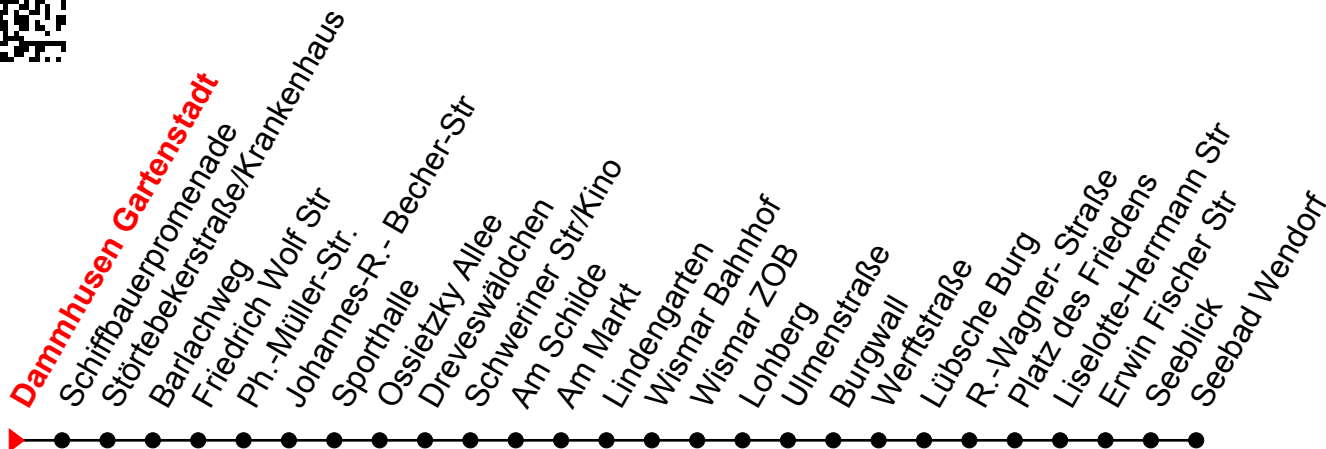 Dammhusen Gartenstadt
Schiffbauerpromenade
Störtebekerstraße/Krankenhaus
Barlachweg
Friedrich Wolf Str
Ph.-Müller-Str.
Johannes-R.- Becher-Str
Sporthalle
Ossietzky Allee
Dreveswäldchen
Schweriner Str/Kino
Am Schilde
Am Markt
Lindengarten
Wismar Bahnhof
Wismar ZOB
Lohberg
Ulmenstraße
Burgwall
Werftstraße
Lübsche Burg
R.-Wagner- Straße
Platz des Friedens
Liselotte-Herrmann Str
Erwin Fischer Str
Seeblick
Seebad Wendorf